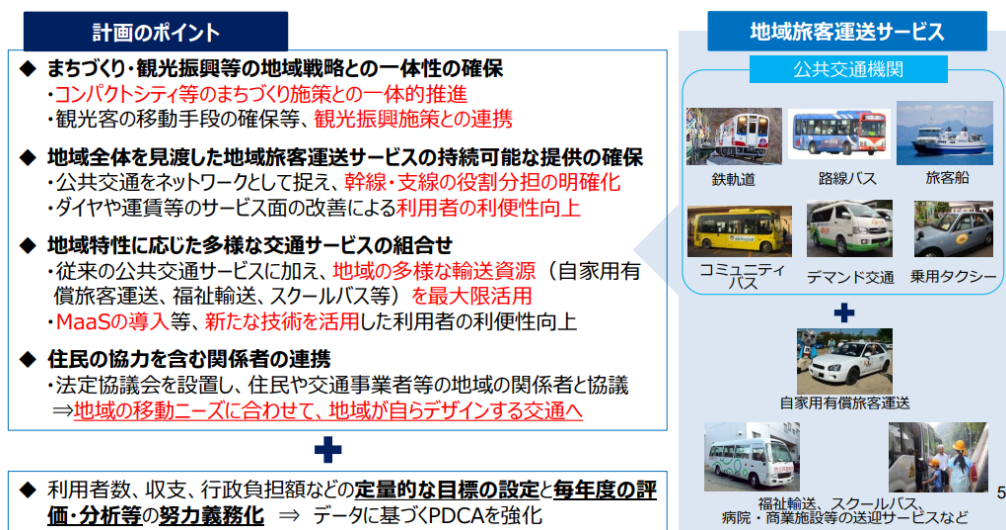 計画のポイント
◆ まちづくり・観光振興等の地域戦略との一体性の確保
・コンパクトシティ等のまちづくり施策との一体的推進
・観光客の移動手段の確保等、観光振興施策との連携
◆ 地域全体を見渡した地域旅客運送サービスの持続可能な提供の確保
・公共交通をネットワークとして捉え、幹線・支線の役割分担の明確化
・ダイヤや運賃等のサービス面の改善による利用者の利便性向上
◆ 地域特性に応じた多様な交通サービスの組合せ
・従来の公共交通サービスに加え、地域の多様な輸送資源（自家用有
償旅客運送、福祉輸送、スクールバス等）を最大限活用
・MaaSの導入等、新たな技術を活用した利用者の利便性向上
◆ 住民の協力を含む関係者の連携
・法定協議会を設置し、住民や交通事業者等の地域の関係者と協議
⇒地域の移動ニーズに合わせて、地域が自らデザインする交通へ
+
◆ 利用者数、収支、行政負担額などの定量的な目標の設定と毎年度の評
価・分析等の努力義務化 ⇒ データに基づくPDCAを強化
地域旅客運送サービス
公共交通機関
鉄軌道
路線バス
旅客船
コミュニティ
バス
デマンド交通
乗用タクシー
+
自家用有償旅客運送
福祉輸送、スクールバス、
病院・商業施設等の送迎サービスなど
5